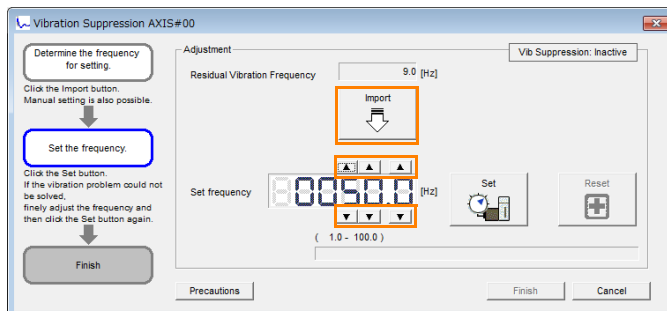 Vibration Suppression AXIS#00
Determine the frequency
for setting.
Click the Import button.
Manual setting is also possible.
Set the frequency.
Click the Set button.
If the vibration problem could not
be solved,
finely adjust the frequency and
then click the Set button again.
Finish
Adjustment
Vib Suppression: Inactive
Residual Vibration Frequency 9.0 [Hz]
Import
Set frequency 0050.0 [Hz]
Set
Reset
( 1.0 - 100.0 )
Precautions
Finish
Cancel